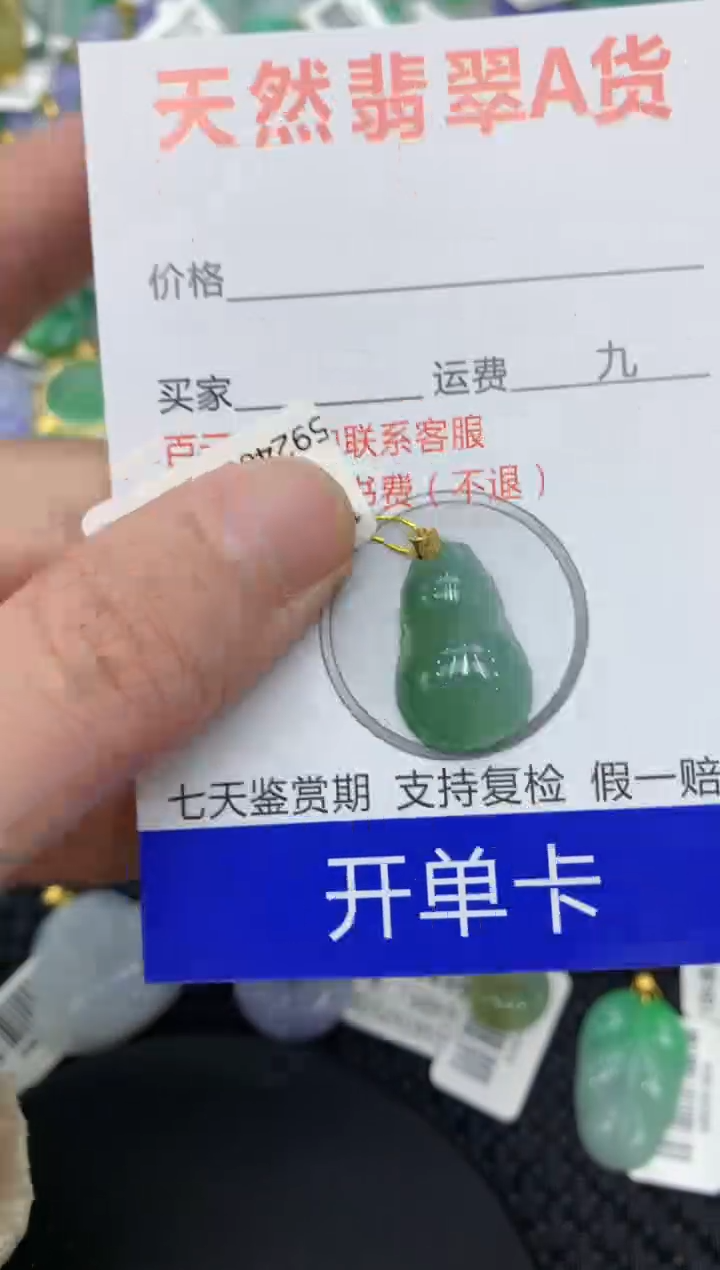 天然翡翠A货
价格
买家 运费 九
联系客服
书费(不退)
七天鉴赏期 支持复检 假一赔
开单卡